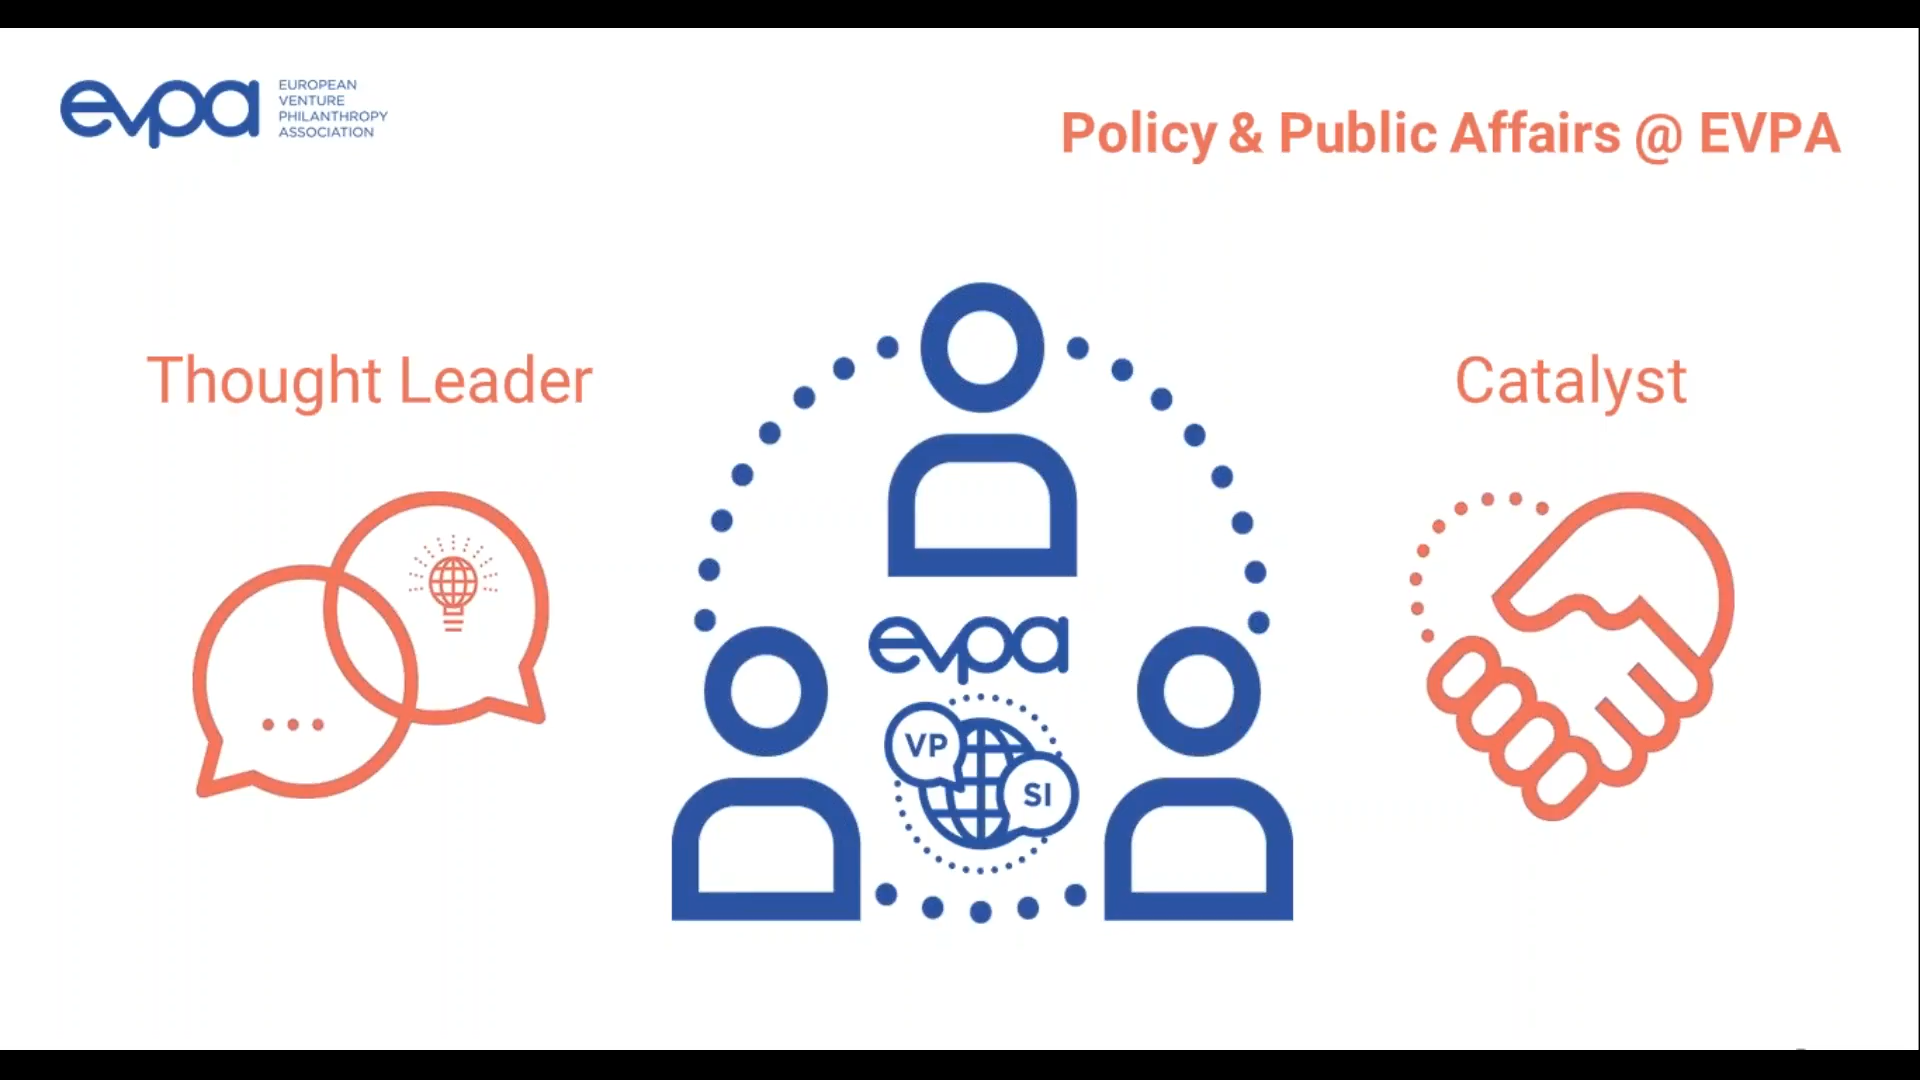 evpa
EUROPEAN
VENTURE
PHILANTHROPY
ASSOCIATION
Policy & Public Affairs @ EVPA
Thought Leader
Catalyst
evpa
VP
SI